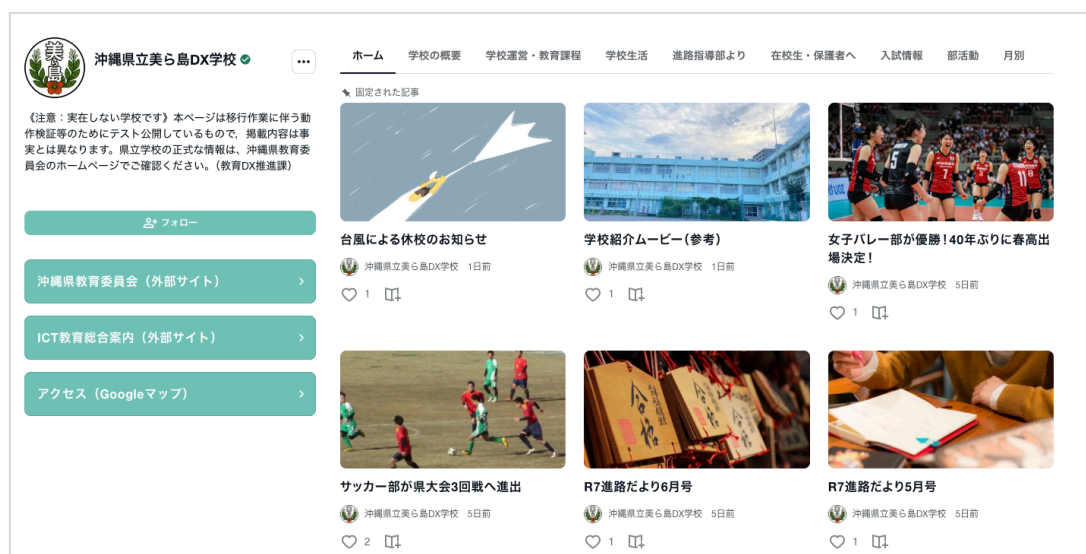 沖縄県立美ら島DX学校
ホーム 学校の概要 学校運営・教育課程 学校生活 進路指導部より 在校生・保護者へ 入試情報 部活動 月別
《注意：実在しない学校です》本ページは移行作業に伴う動
作検証等のためにテスト公開しているもので，掲載内容は事
実とは異なります。県立学校の正式な情報は、沖縄県教育委
員会のホームページでご確認ください。（教育DX推進課）
フォロー
沖縄県教育委員会（外部サイト）
ICT教育総合案内（外部サイト）
アクセス（Googleマップ）
固定された記事
台風による休校のお知らせ
沖縄県立美ら島DX学校 1日前
1
学校紹介ムービー（参考）
沖縄県立美ら島DX学校 1日前
1
女子バレー部が優勝！40年ぶりに春高出
場決定！
沖縄県立美ら島DX学校 5日前
1
サッカー部が県大会3回戦へ進出
沖縄県立美ら島DX学校 5日前
2
合格
合格
R7進路だより6月号
沖縄県立美ら島DX学校 5日前
1
R7進路だより5月号
沖縄県立美ら島DX学校 5日前
1